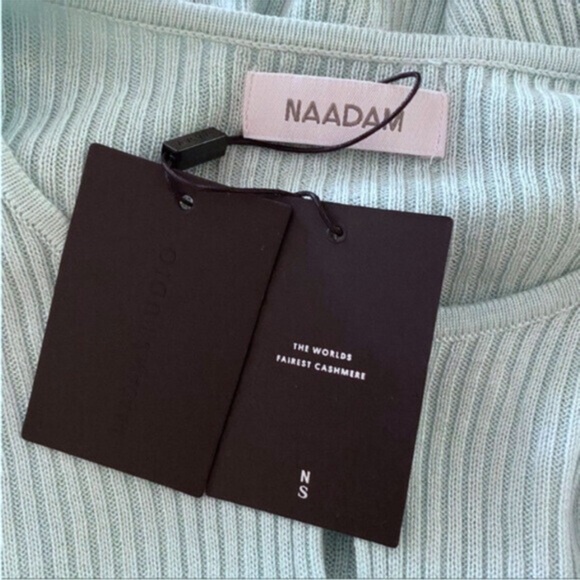 NAADAM
THE WORLDS
FAIREST CASHMERE
N
S